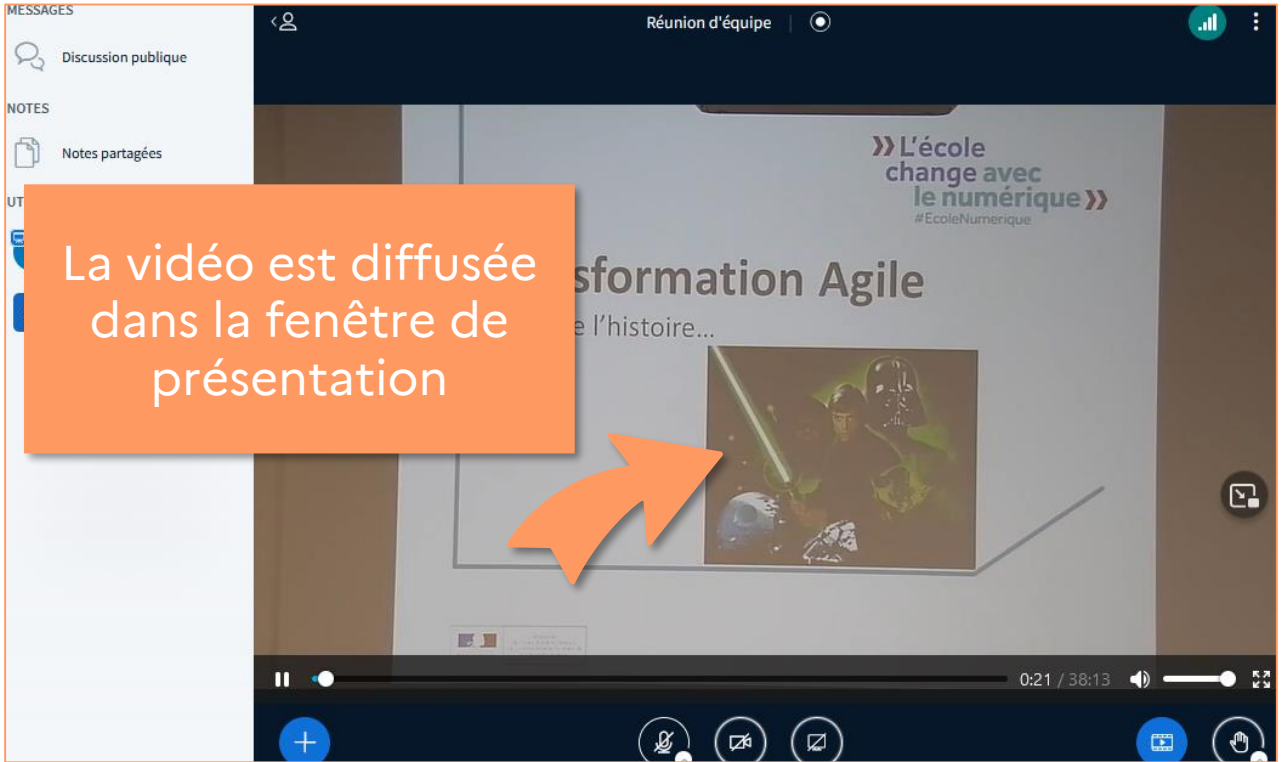 MESSAGES
Discussion publique
NOTES
Notes partagées
UT
Réunion d'équipe
L'école
change avec
le numérique
#EcoleNumerique
sformation Agile
e l'histoire...
La vidéo est diffusée
dans la fenêtre de
présentation
0:21 / 38:13